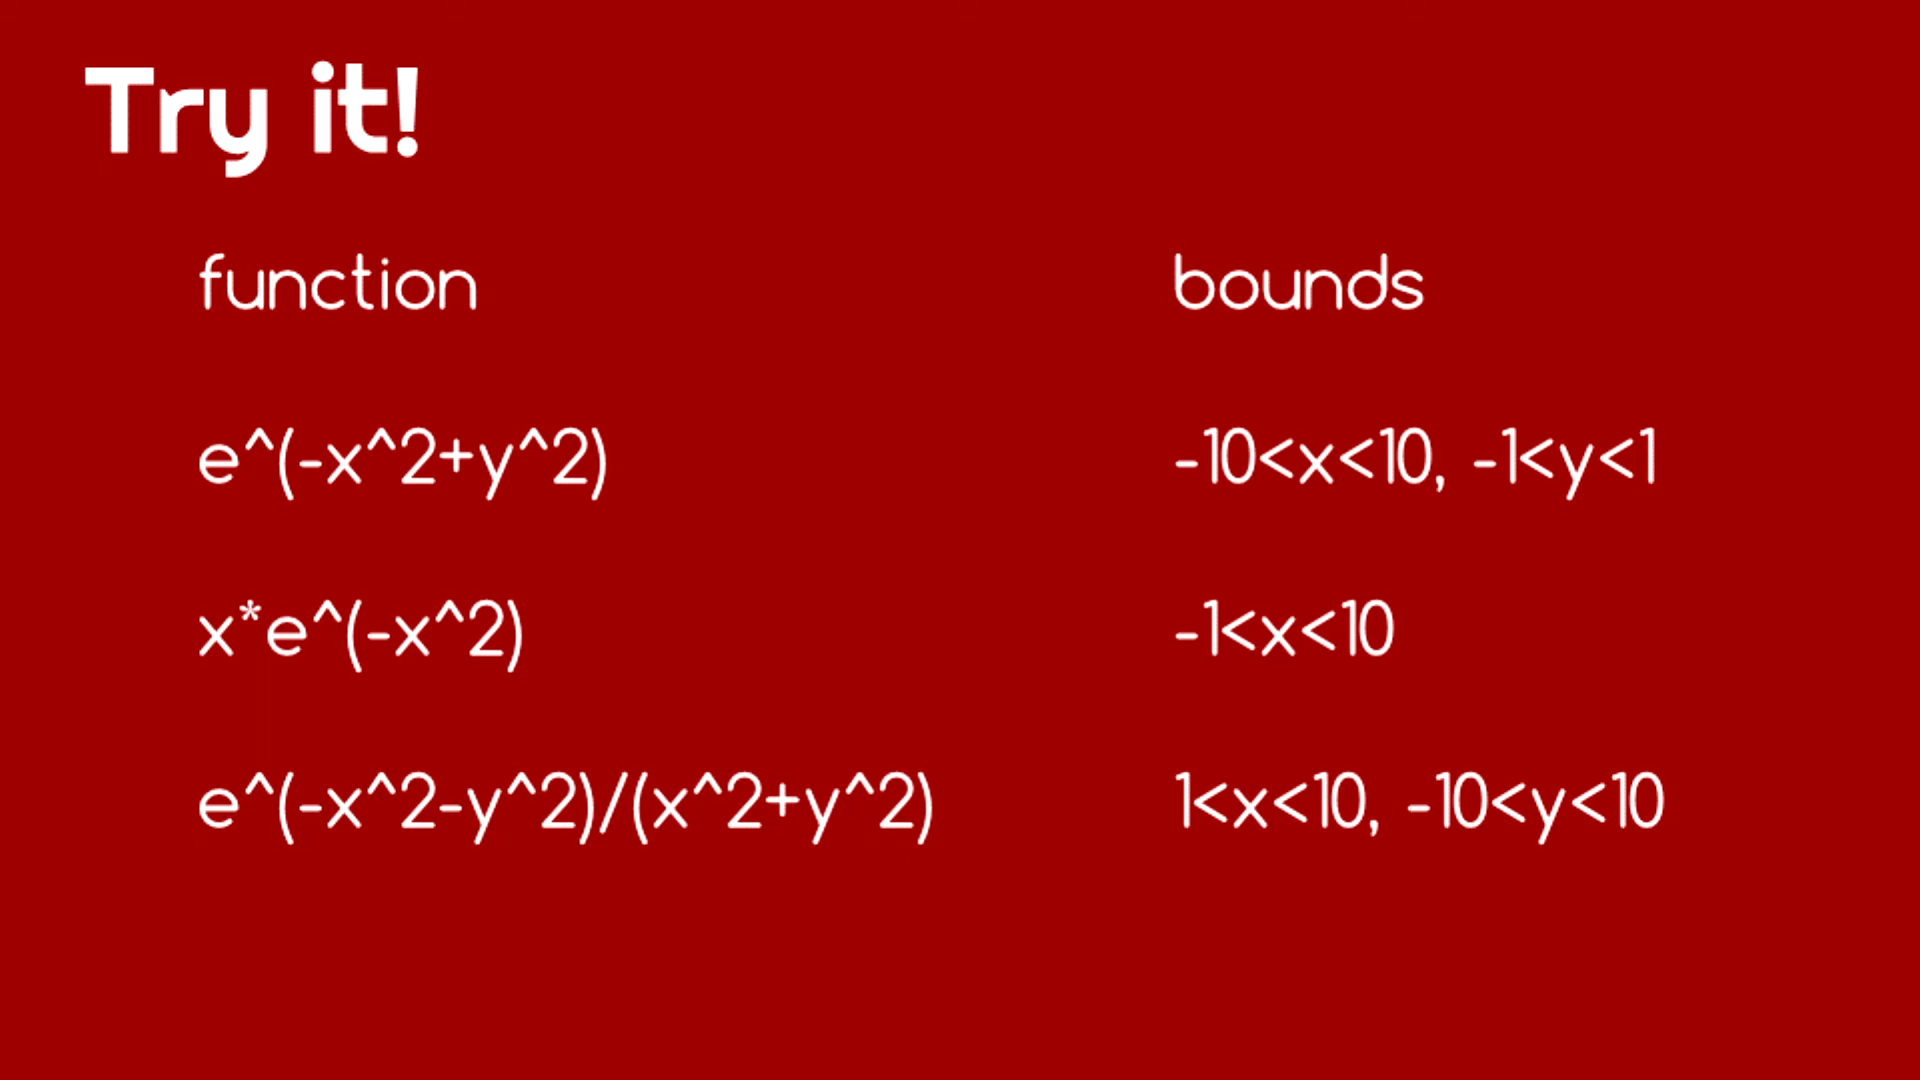 Try it!
function bounds
e^(-x^2+y^2) -10<x<10, -1<y<1
x*e^(-x^2) -1<x<10
e^(-x^2-y^2)/(x^2+y^2) 1<x<10, -10<y<10